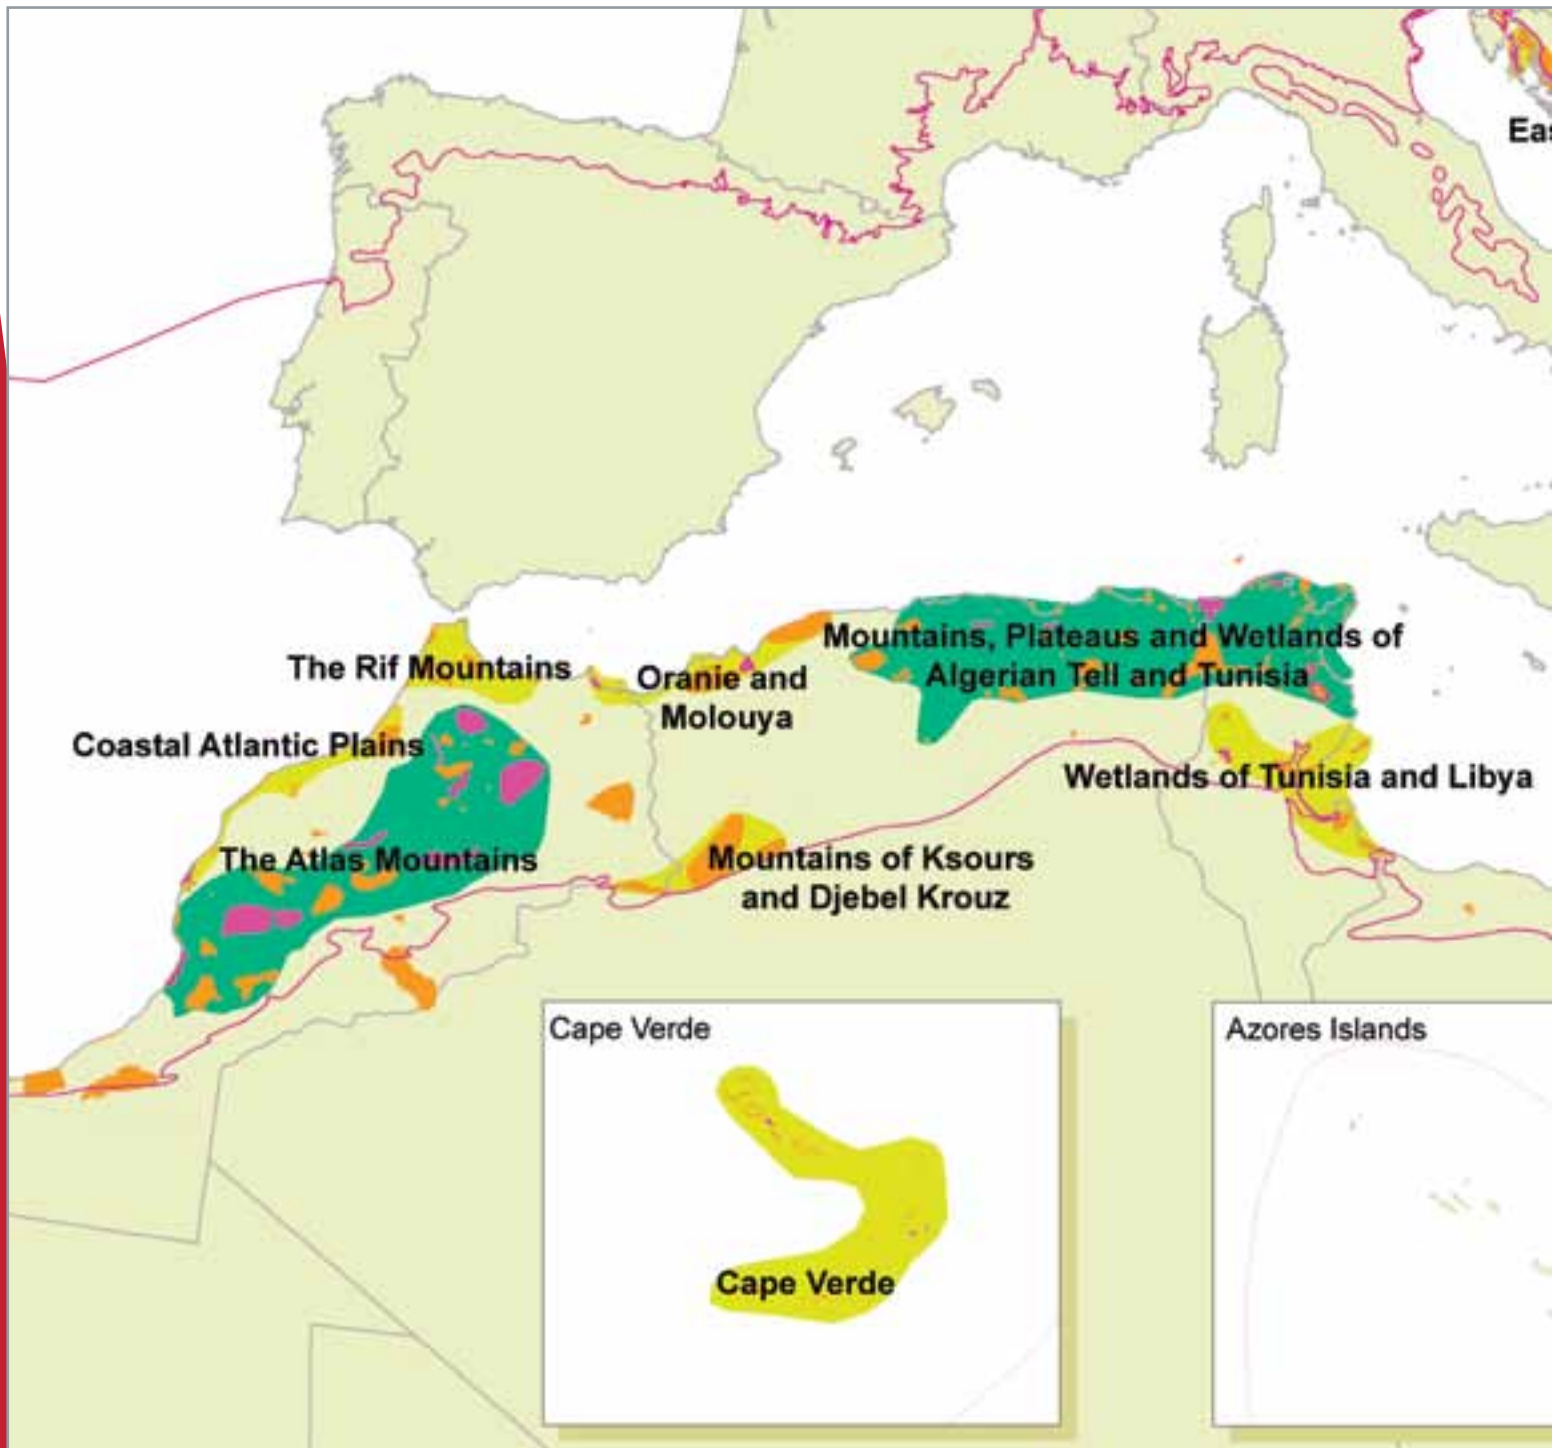 Eas
The Rif Mountains
Oranie and
Molouya
Mountains, Plateaus and Wetlands of
Algerian Tell and Tunisia
Coastal Atlantic Plains
Wetlands of Tunisia and Libya
The Atlas Mountains
Mountains of Ksours
and Djebel Krouz
Cape Verde
Cape Verde
Azores Islands